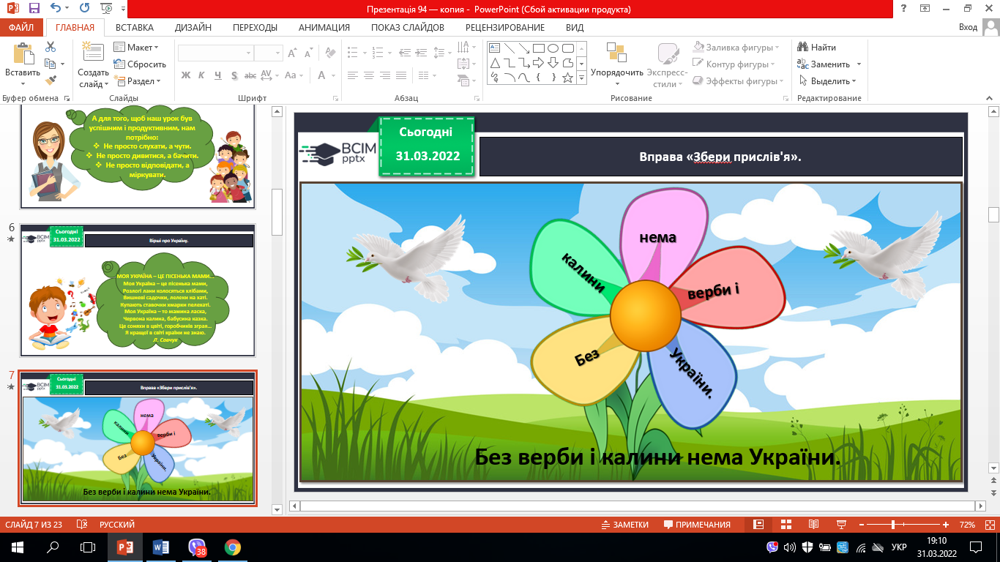 Презентація 94 — копия - PowerPoint (Сбой активации продукта)
ФАЙЛ ГЛАВНАЯ ВСТАВКА ДИЗАЙН ПЕРЕХОДЫ АНИМАЦИЯ ПОКАЗ СЛАЙДОВ РЕЦЕНЗИРОВАНИЕ ВИД Вход
Вставить
Создать слайд
Макет
Сбросить
Раздел
Ж К Ч S abc AV Aa A
Упорядочить
Экспресс-стили
Заливка фигуры
Контур фигуры
Эффекты фигуры
Найти
Заменить
Выделить
Буфер обмена Слайды Шрифт Абзац Рисование Редактирование
А для того, щоб наш урок був
успішним і продуктивним, нам
потрібно:
Не просто слухати, а чути.
Не просто дивитися, а бачити.
Не просто відповідати, а
міркувати.
6
BCIM
pptx
Сьогодні
31.03.2022
Вірші про Україну.
МОЯ УКРАЇНА – ЦЕ ПІСЕНЬКА МАМИ...
Моя Україна – це пісенька мами,
Розлогі лани колосяться хлібами,
Вишневі садочки, лелеки на хаті.
Купають ставочки хмарки пелехаті.
Моя Україна – то мамина ласка,
Червона калина, бабусина казка.
Це соняхи в цвіті, горобчиків зграя...
Я кращої в світі країни не знаю.
Л. Савчук
7
BCIM
pptx
Сьогодні
31.03.2022
Вправа «Збери прислів'я».
нема
калини
верби і
Без
України.
Без верби і калини нема України.
BCIM
pptx
Сьогодні
31.03.2022
Вправа «Збери прислів'я».
нема
калини
верби і
Без
України.
Без верби і калини нема України.
СЛАЙД 7 ИЗ 23 РУССКИЙ ЗАМЕТКИ ПРИМЕЧАНИЯ 72%
38
УКР
19:10
31.03.2022